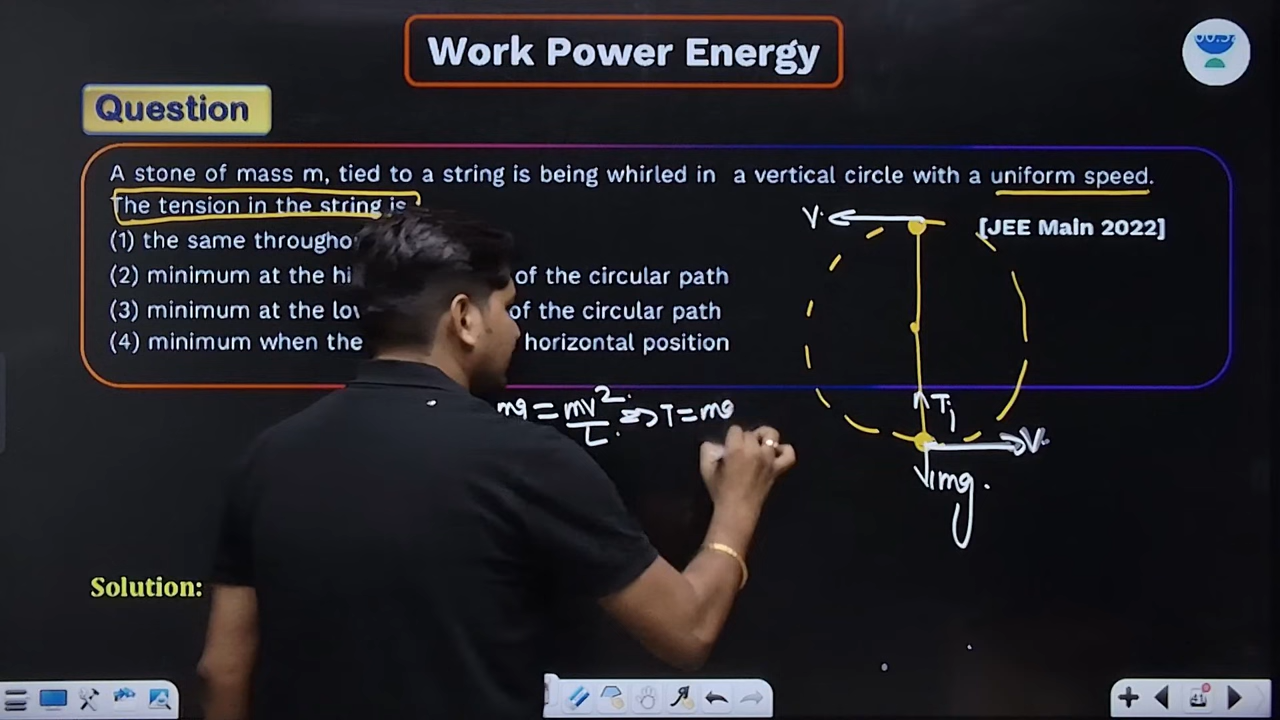 Work Power Energy
Question
A stone of mass m, tied to a string is being whirled in a vertical circle with a uniform speed.
The tension in the string is
[JEE Main 2022]
(1) the same
(2) minimum at the of the circular path
(3) minimum at the of the circular path
(4) minimum when the horizontal position
V.
T1
V.
mg.
mg = mv²/L ⇒ T = mg
Solution:
41